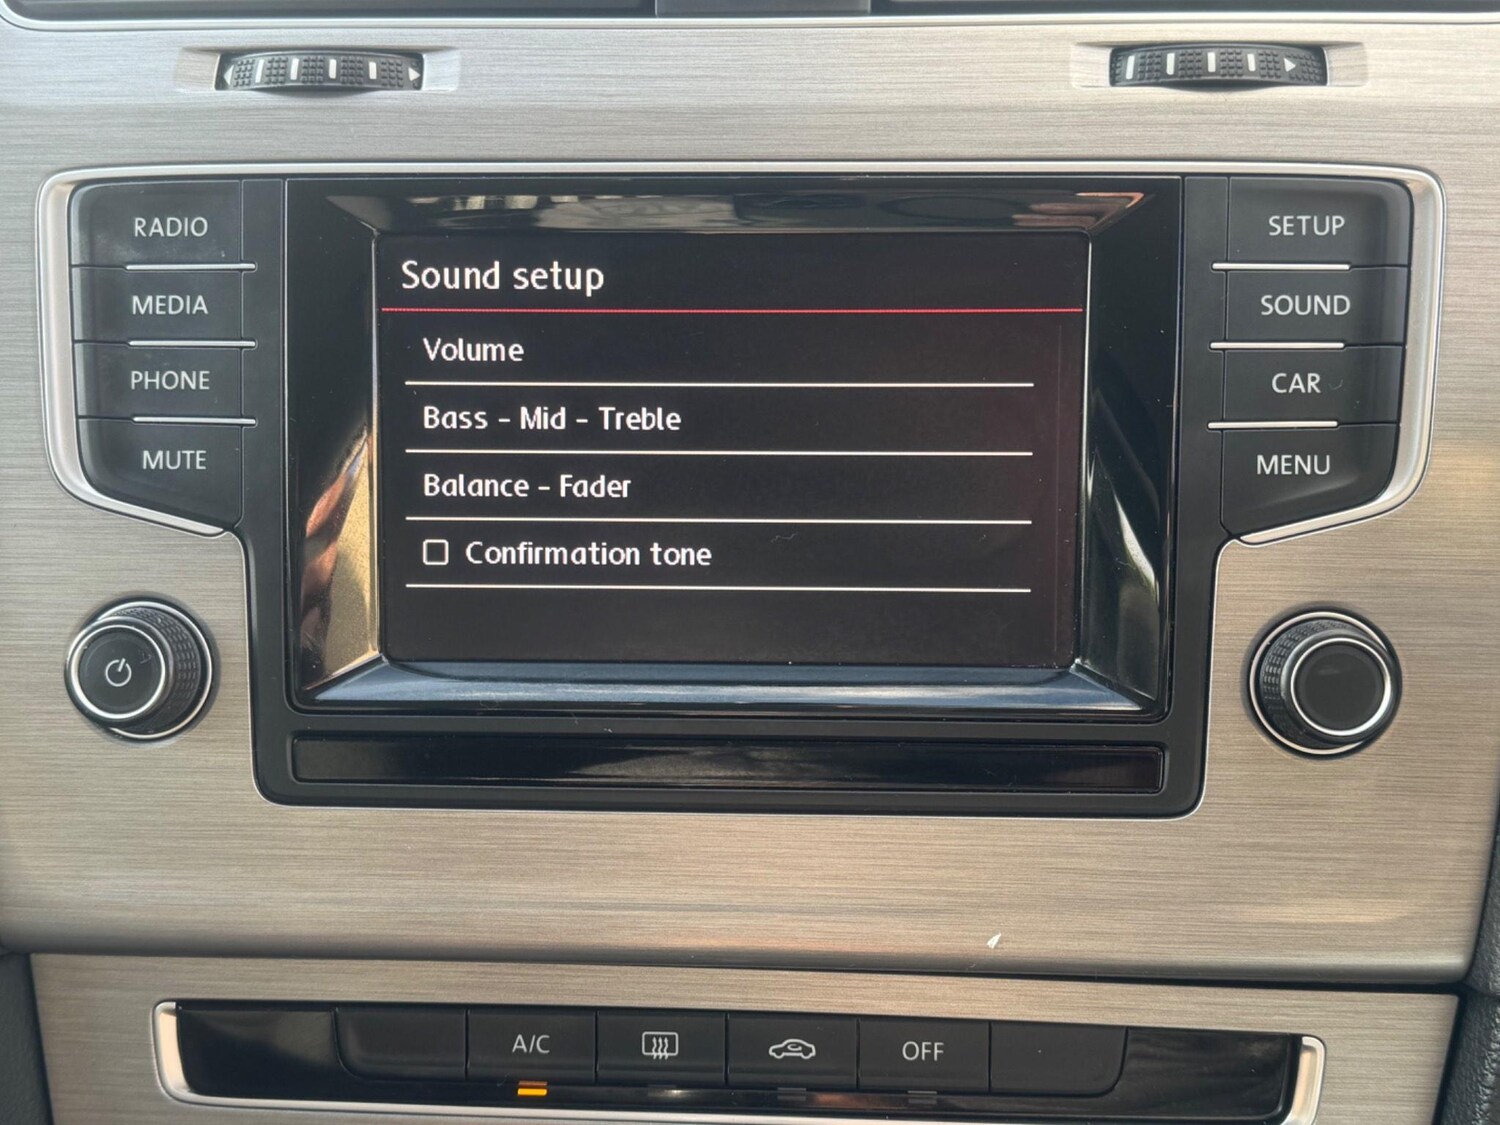 RADIO
MEDIA
PHONE
MUTE
Sound setup
Volume
Bass - Mid - Treble
Balance - Fader
Confirmation tone
SETUP
SOUND
CAR
MENU
A/C
OFF